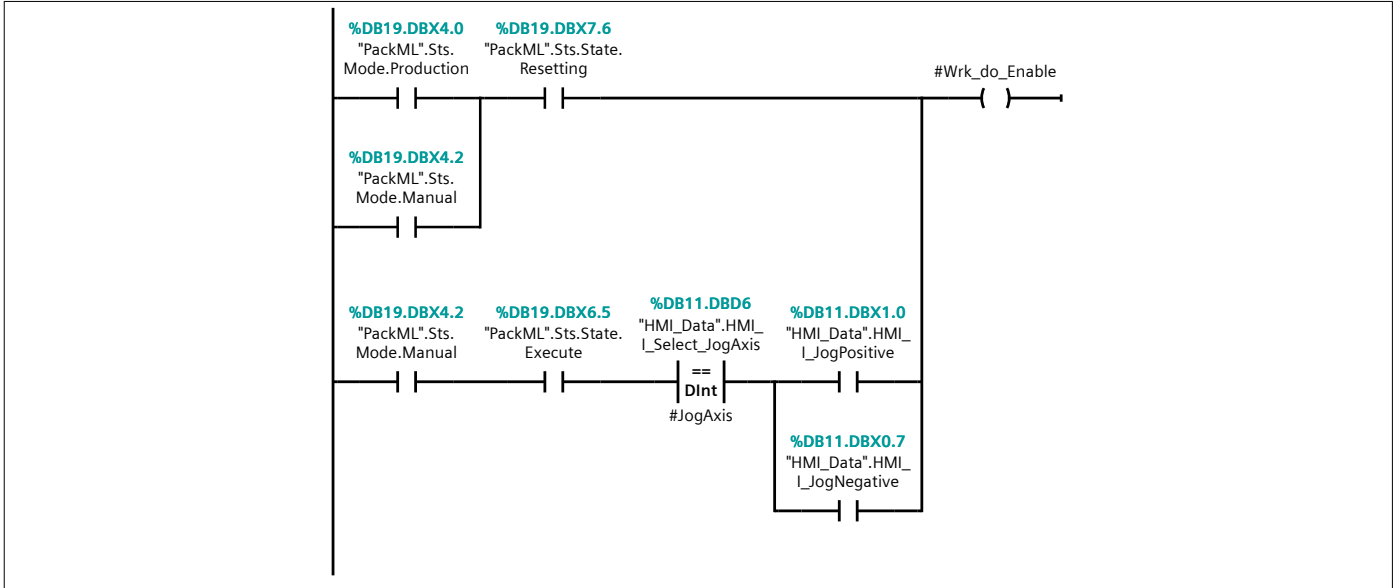 %DB19.DBX4.0
"PackML".Sts.
Mode.Production
%DB19.DBX7.6
"PackML".Sts.State.
Resetting
#Wrk_do_Enable
%DB19.DBX4.2
"PackML".Sts.
Mode.Manual
%DB19.DBX4.2
"PackML".Sts.
Mode.Manual
%DB19.DBX6.5
"PackML".Sts.State.
Execute
%DB11.DBD6
"HMI_Data".HMI_
I_Select_JogAxis
==
DInt
#JogAxis
%DB11.DBX1.0
"HMI_Data".HMI_
I_JogPositive
%DB11.DBX0.7
"HMI_Data".HMI_
I_JogNegative